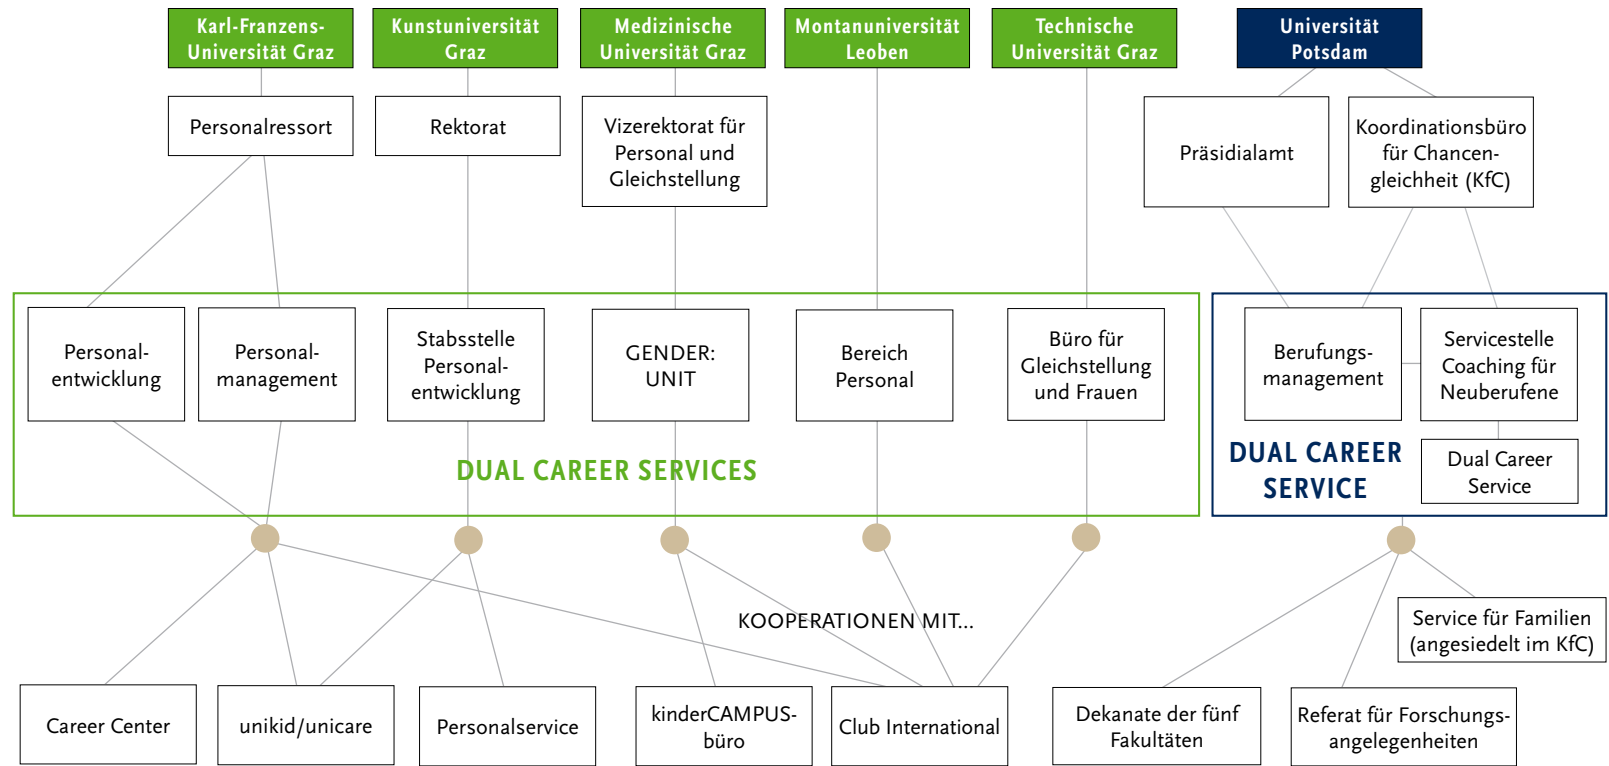 Karl-Franzens-
Universität Graz
Kunstuniversität
Graz
Medizinische
Universität Graz
Montanuniversität
Leoben
Technische
Universität Graz
Universität
Potsdam
Personalressort
Rektorat
Vizerektorat für
Personal und
Gleichstellung
Präsidialamt
Koordinationsbüro
für Chancen-
gleichheit (KfC)
Personal-
entwicklung
Personal-
management
Stabsstelle
Personal-
entwicklung
GENDER:
UNIT
Bereich
Personal
Büro für
Gleichstellung
und Frauen
Berufungs-
management
Servicestelle
Coaching für
Neuberufene
DUAL CAREER SERVICES
DUAL CAREER
SERVICE
Dual Career
Service
KOOPERATIONEN MIT...
Service für Familien
(angesiedelt im KfC)
Career Center
unikid/unicare
Personalservice
kinderCAMPUS-
büro
Club International
Dekanate der fünf
Fakultäten
Referat für Forschungs-
angelegenheiten